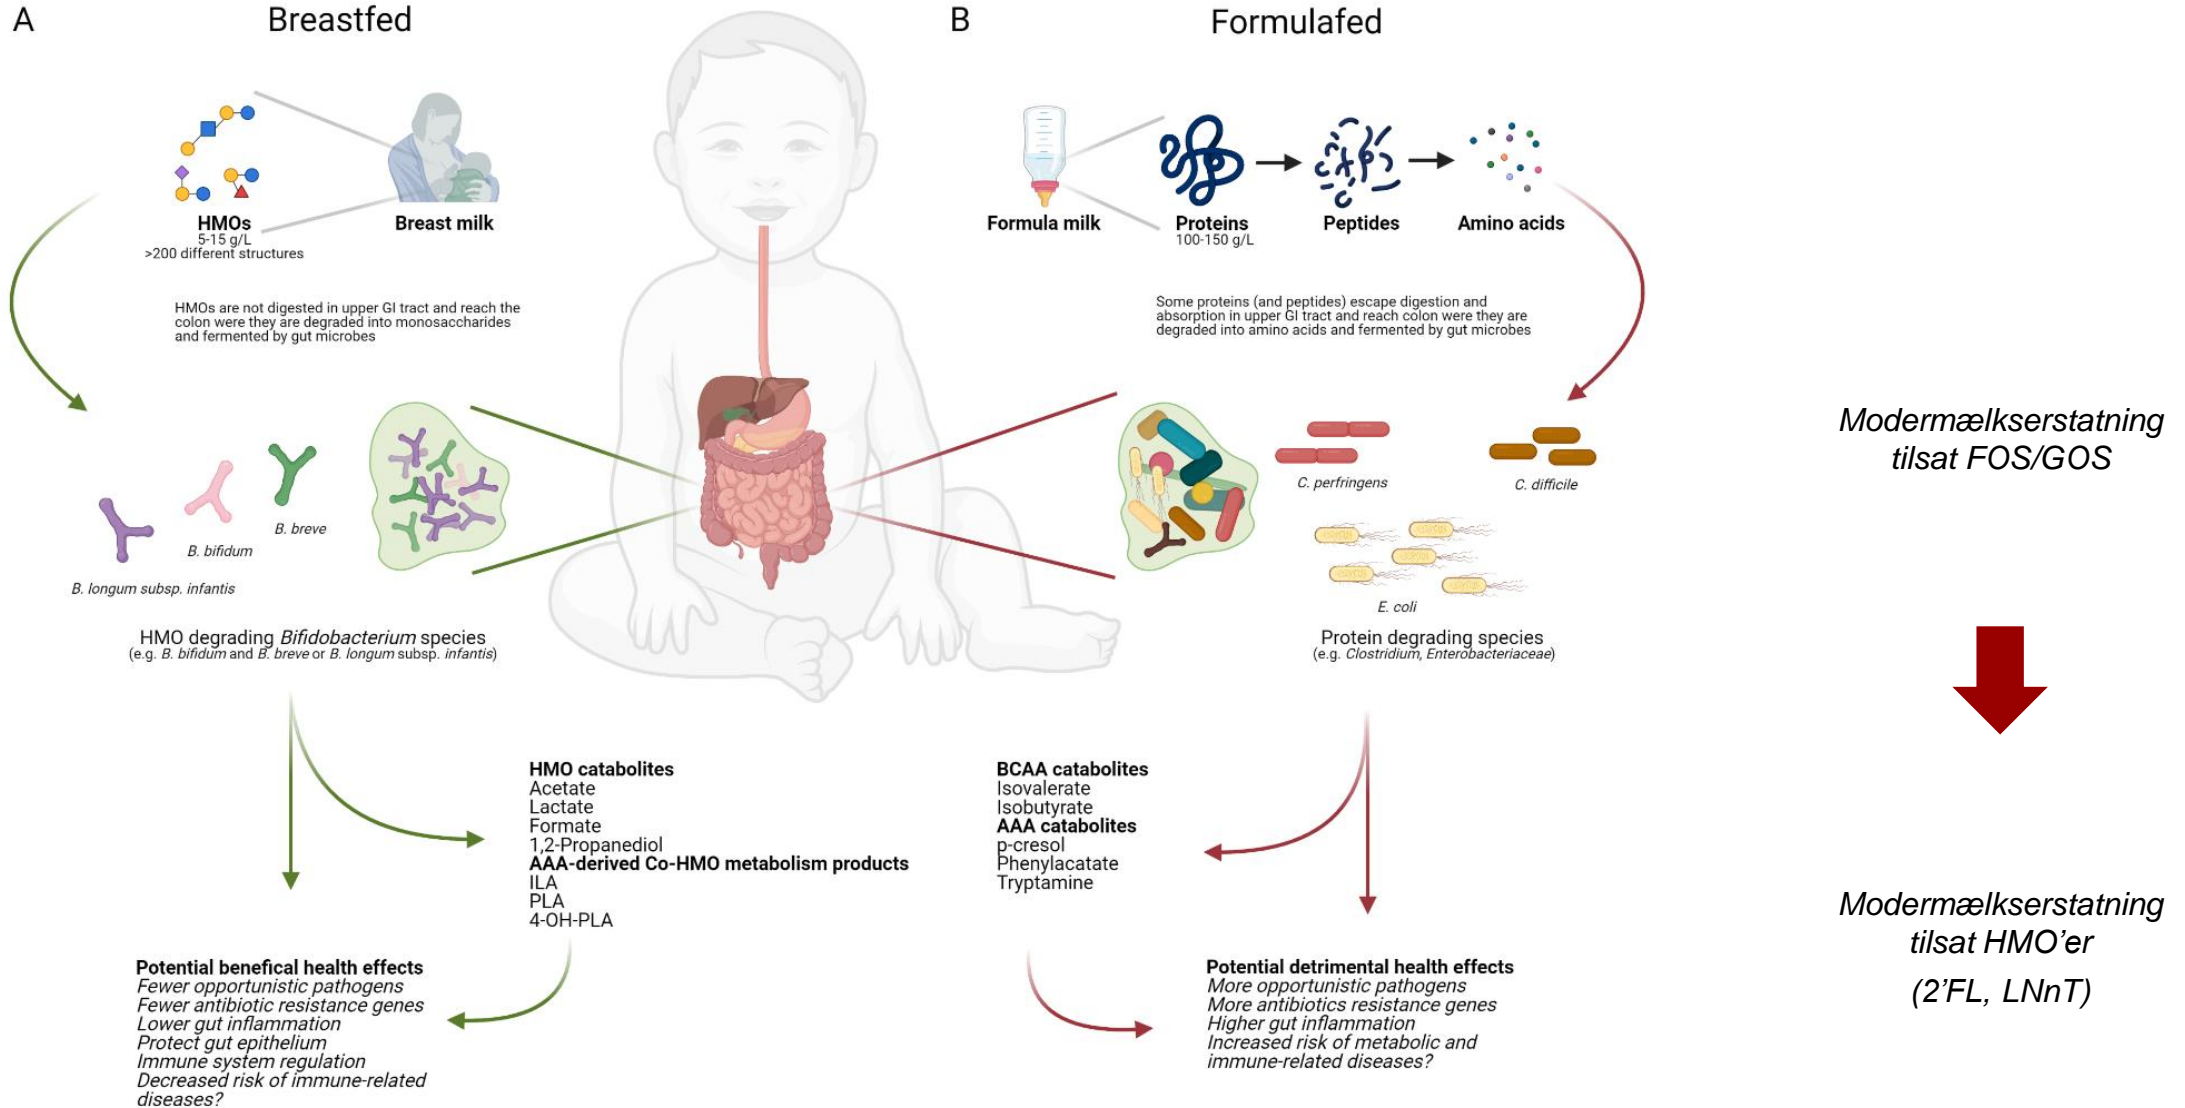 A
Breastfed
HMOs
5-15 g/L
>200 different structures
Breast milk
HMOs are not digested in upper GI tract and reach the
colon were they are degraded into monosaccharides
and fermented by gut microbes
B. longum subsp. infantis
B. bifidum
B. breve
HMO degrading Bifidobacterium species
(e.g. B. bifidum and B. breve or B. longum subsp. infantis)
HMO catabolites
Acetate
Lactate
Formate
1,2-Propanediol
AAA-derived Co-HMO metabolism products
ILA
PLA
4-OH-PLA
Potential benefical health effects
Fewer opportunistic pathogens
Fewer antibiotic resistance genes
Lower gut inflammation
Protect gut epithelium
Immune system regulation
Decreased risk of immune-related
diseases?
B
Formulafed
Formula milk
Proteins
100-150 g/L
Peptides
Amino acids
Some proteins (and peptides) escape digestion and
absorption in upper GI tract and reach colon were they are
degraded into amino acids and fermented by gut microbes
C. perfringens
C. difficile
E. coli
Protein degrading species
(e.g. Clostridium, Enterobacteriaceae)
BCAA catabolites
Isovalerate
Isobutyrate
AAA catabolites
p-cresol
Phenylacatate
Tryptamine
Potential detrimental health effects
More opportunistic pathogens
More antibiotics resistance genes
Higher gut inflammation
Increased risk of metabolic and
immune-related diseases?
Modermælkserstatning
tilsat FOS/GOS
Modermælkserstatning
tilsat HMO’er
(2’FL, LNnT)